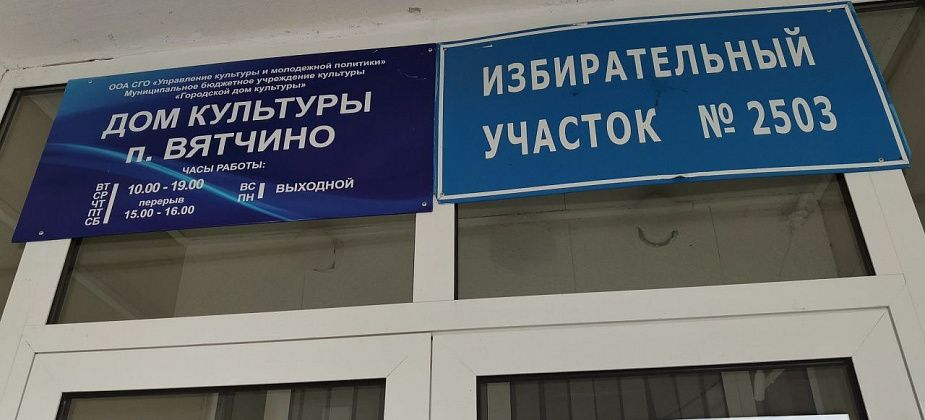 ООА СГО «Управление культуры и молодежной политики»
Муниципальное бюджетное учреждение культуры
«Городской дом культуры»
ДОМ КУЛЬТУРЫ
п. ВЯТЧИНО
ЧАСЫ РАБОТЫ:
ВТ
СР
ЧТ
ПТ
СБ
10.00 - 19.00
перерыв
15.00 - 16.00
ВС
ПН
ВЫХОДНОЙ
ИЗБИРАТЕЛЬНЫЙ
УЧАСТОК № 2503